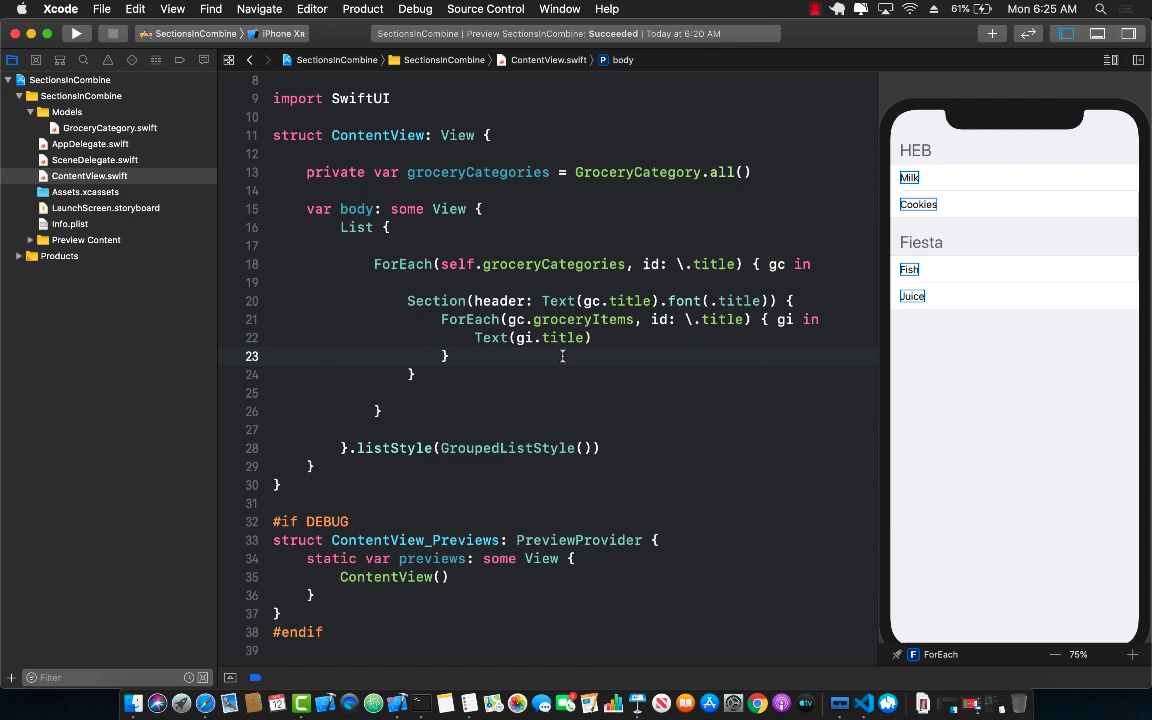 Xcode File Edit View Find Navigate Editor Product Debug Source Control Window Help 61% Mon 6:25 AM
SectionsInCombine iPhone XR SectionsInCombine | Preview SectionsInCombine: Succeeded | Today at 6:20 AM
SectionsInCombine SectionsInCombine ContentView.swift P body
SectionsInCombine
SectionsInCombine
Models
GroceryCategory.swift
AppDelegate.swift
SceneDelegate.swift
ContentView.swift
Assets.xcassets
LaunchScreen.storyboard
Info.plist
Preview Content
Products
Filter
8
9 import SwiftUI
10
11 struct ContentView: View {
12
13 private var groceryCategories = GroceryCategory.all()
14
15 var body: some View {
16 List {
17
18 ForEach(self.groceryCategories, id: \.title) { gc in
19
20 Section(header: Text(gc.title).font(.title)) {
21 ForEach(gc.groceryItems, id: \.title) { gi in
22 Text(gi.title)
23 }
24 }
25
26 }
27
28 }.listStyle(GroupedListStyle())
29 }
30 }
31
32 #if DEBUG
33 struct ContentView_Previews: PreviewProvider {
34 static var previews: some View {
35 ContentView()
36 }
37 }
38 #endif
39
HEB
Milk
Cookies
Fiesta
Fish
Juice
F ForEach 75%